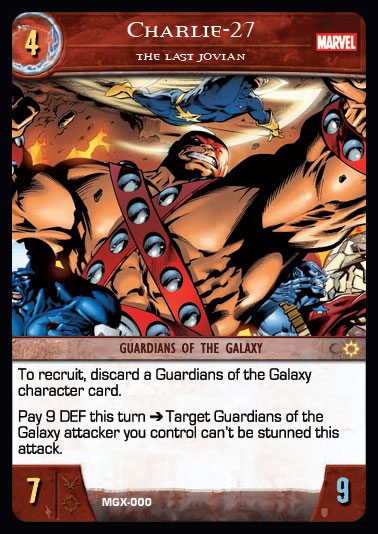 4
Charlie-27
THE LAST JOVIAN
MARVEL
GUARDIANS OF THE GALAXY
C
To recruit, discard a Guardians of the Galaxy
character card.
Pay 9 DEF this turn ➔ Target Guardians of the
Galaxy attacker you control can't be stunned this
attack.
7
MGX-000
9